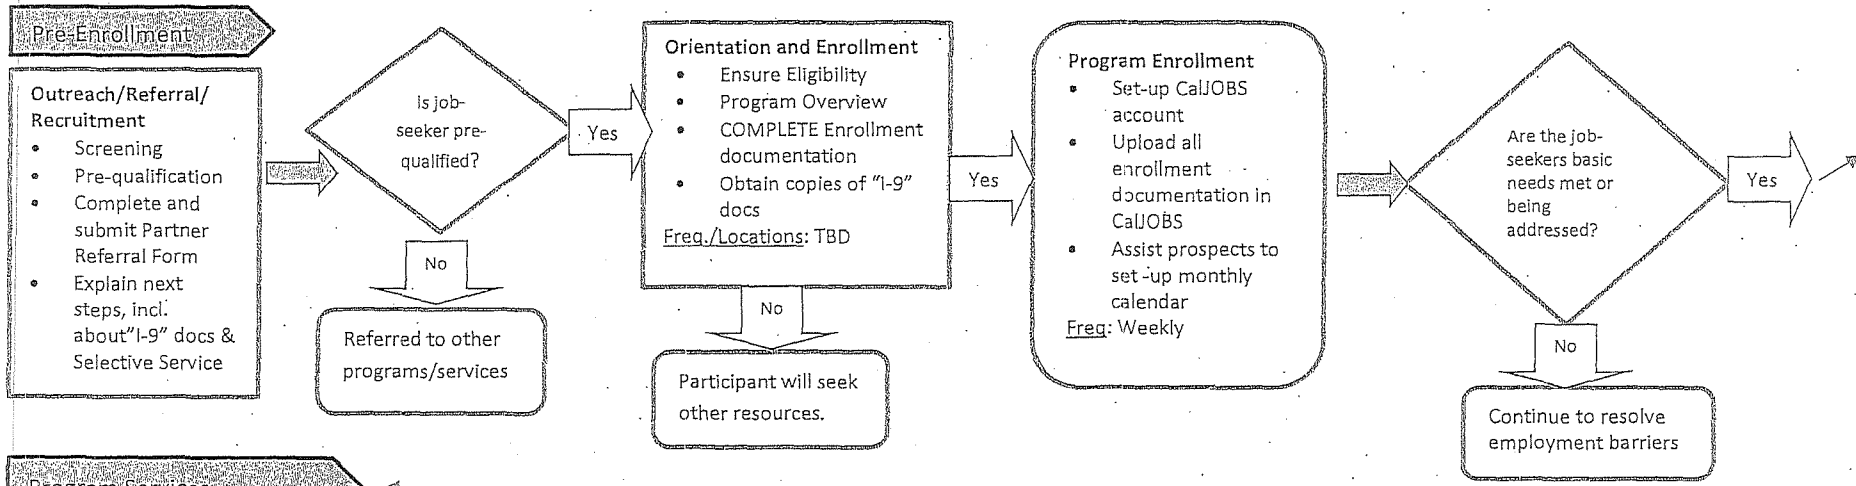 Pre-Enrollment
Outreach/Referral/
Recruitment
• Screening
• Pre-qualification
• Complete and
submit Partner
Referral Form
• Explain next
steps, incl.
about"I-9" docs &
Selective Service
Is job-
seeker pre-
qualified?
Yes
No
Referred to other
programs/services
Orientation and Enrollment
• Ensure Eligibility
• Program Overview
• COMPLETE Enrollment
documentation
• Obtain copies of "I-9"
docs
Freq./Locations: TBD
Yes
No
Participant will seek
other resources.
Program Enrollment
• Set-up CalJOBS
account
• Upload all
enrollment
documentation in
CalJOBS
• Assist prospects to
set-up monthly
calendar
Freq: Weekly
Are the job-
seekers basic
needs met or
being
addressed?
Yes
No
Continue to resolve
employment barriers
Program Services